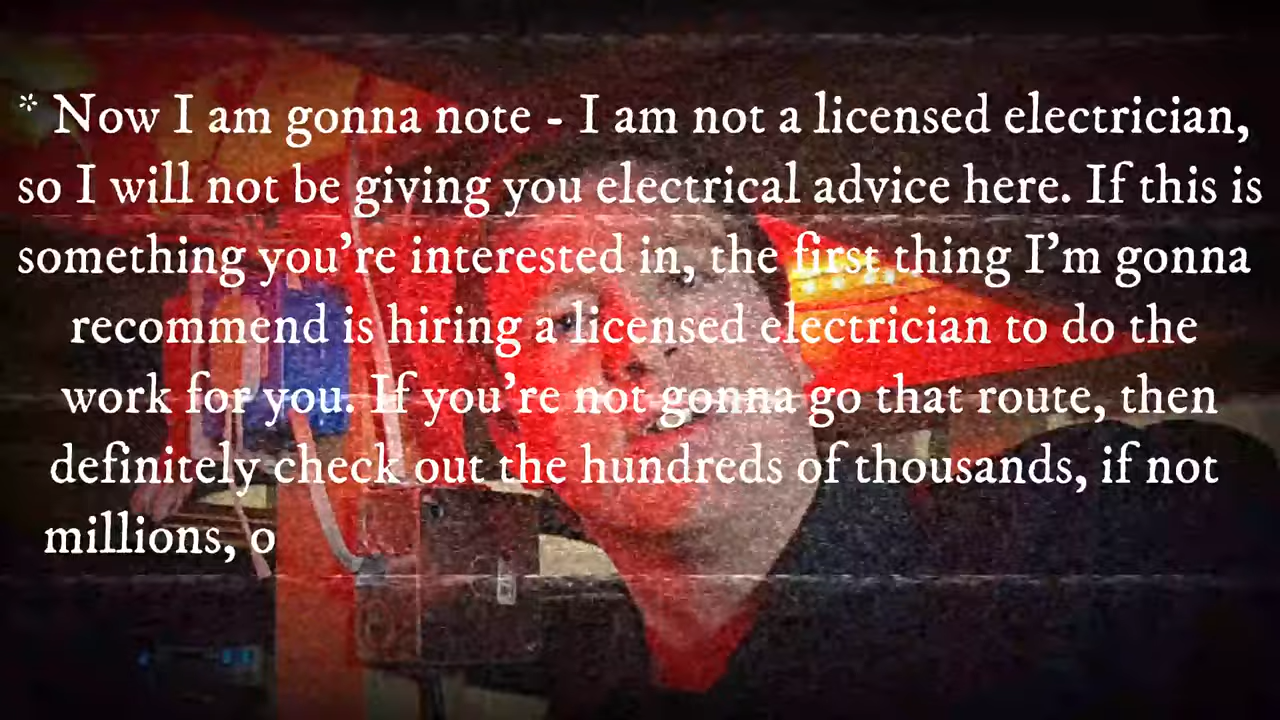 * Now I am gonna note - I am not a licensed electrician,
so I will not be giving you electrical advice here. If this is
something you're interested in, the first thing I'm gonna
recommend is hiring a licensed electrician to do the
work for you. If you're not gonna go that route, then
definitely check out the hundreds of thousands, if not
millions, o